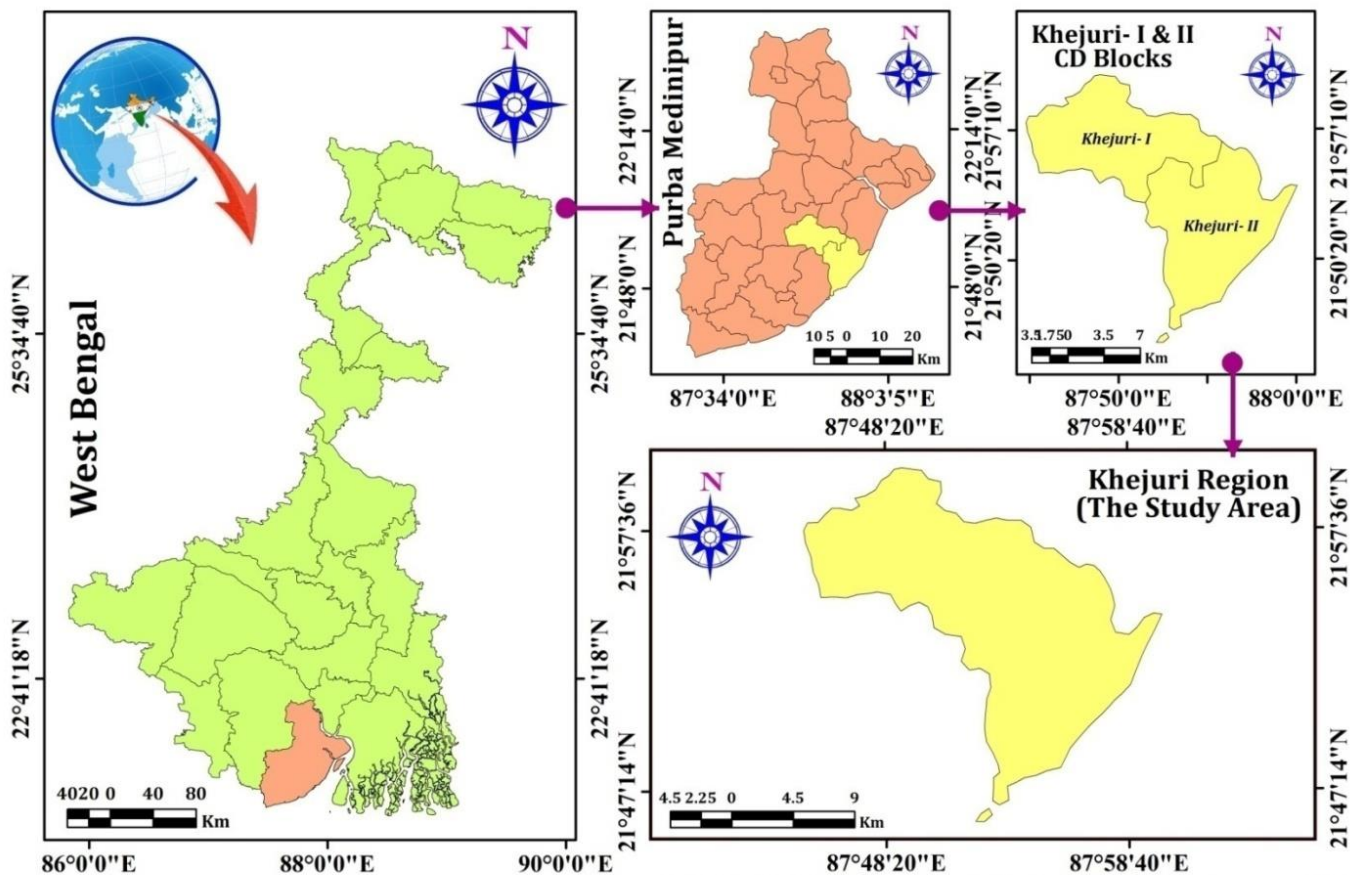 N
West Bengal
25°34'40"N
22°41'18"N
25°34'40"N
22°41'18"N
4020 0 40 80
Km
86°0'0"E 88°0'0"E 90°0'0"E
Purba Medinipur
N
22°14'0"N
21°48'0"N
22°14'0"N
21°48'0"N
10 5 0 10 20
Km
87°34'0"E 88°3'5"E
Khejuri- I & II
CD Blocks
N
Khejuri- I
Khejuri- II
21°57'10"N
21°50'20"N
21°57'10"N
21°50'20"N
3.51.750 3.5 7
Km
87°50'0"E 88°0'0"E
87°48'20"E 87°58'40"E
N
Khejuri Region
(The Study Area)
21°57'36"N
21°47'14"N
21°57'36"N
21°47'14"N
4.5 2.25 0 4.5 9
Km
87°48'20"E 87°58'40"E